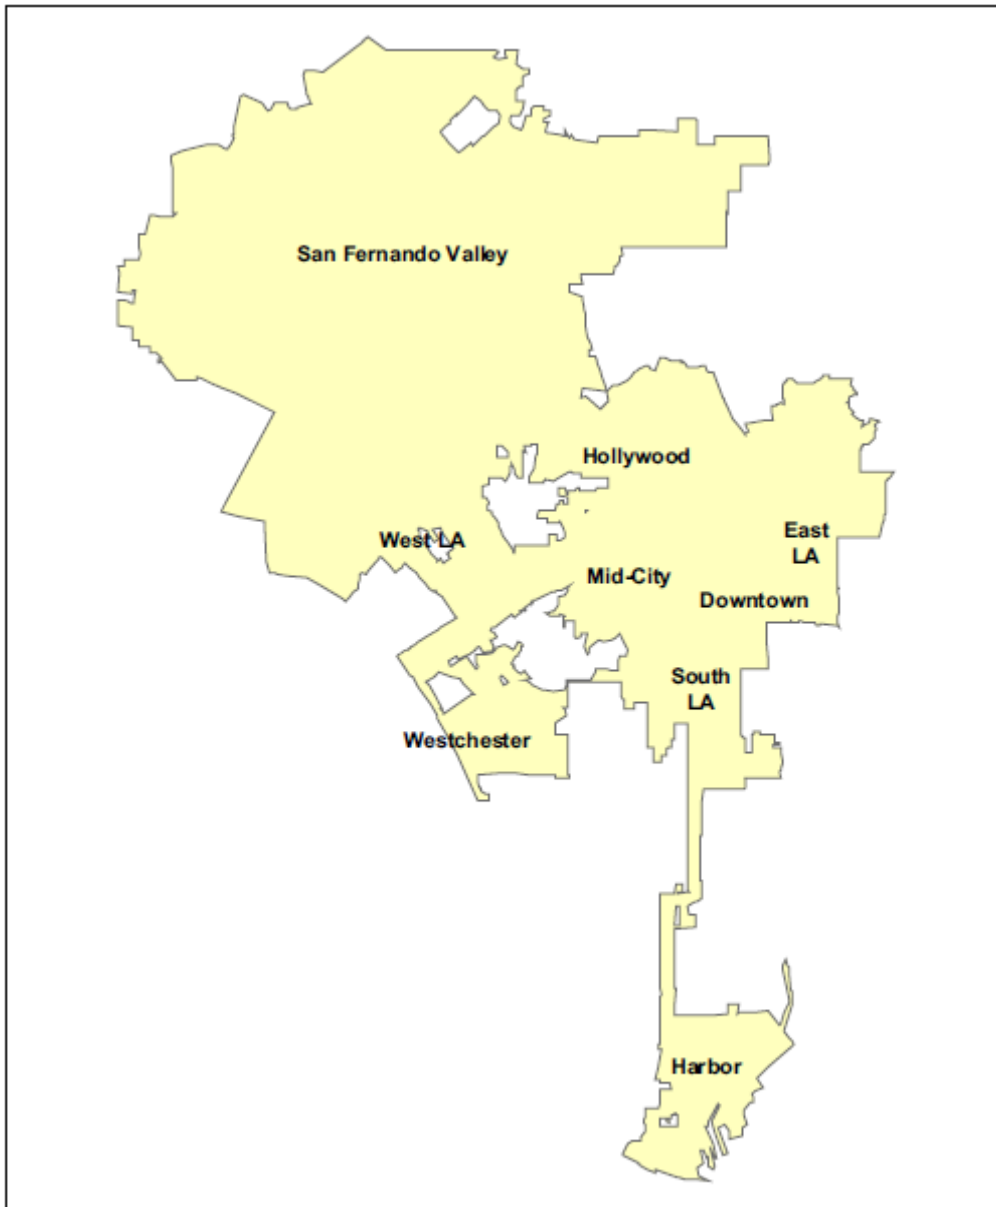 San Fernando Valley
Hollywood
West LA
East
LA
Mid-City
Downtown
South
LA
Westchester
Harbor